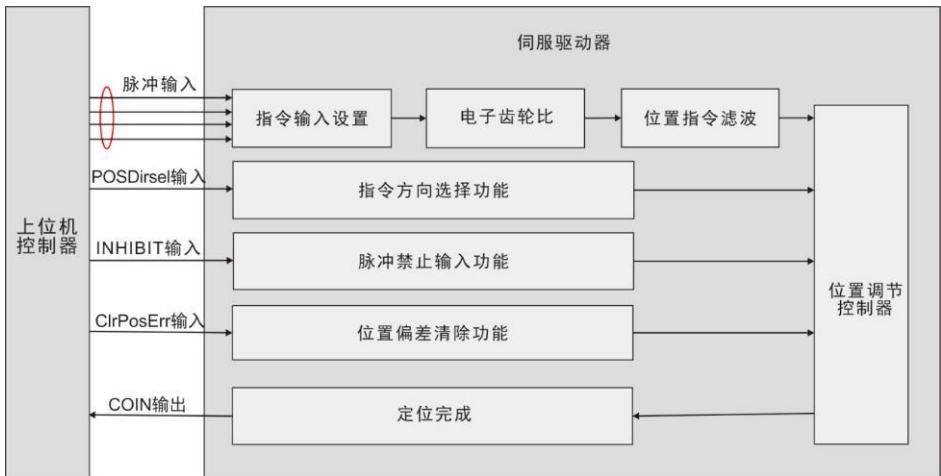 伺服驱动器
脉冲输入
指令输入设置
电子齿轮比
位置指令滤波
POSDirsel输入
指令方向选择功能
上位机
控制器
INHIBIT输入
脉冲禁止输入功能
位置调节
控制器
ClrPosErr输入
位置偏差清除功能
COIN输出
定位完成